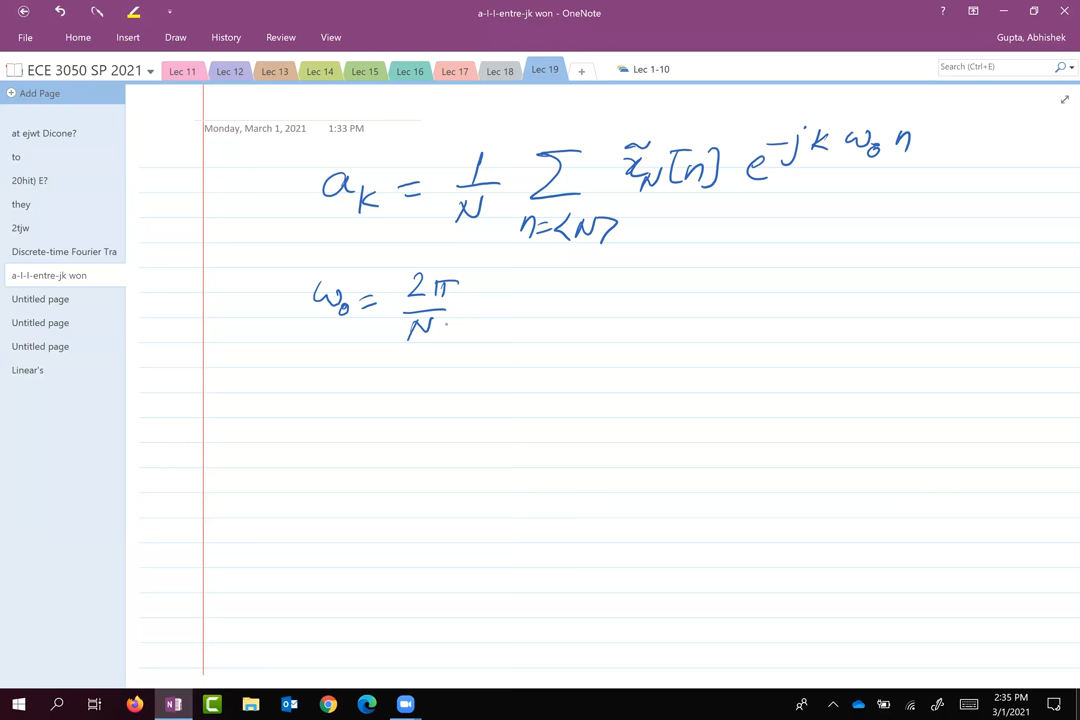 a-I-I-entre-jk won - OneNote
File Home Insert Draw History Review View
Gupta, Abhishek
ECE 3050 SP 2021
Lec 11 Lec 12 Lec 13 Lec 14 Lec 15 Lec 16 Lec 17 Lec 18 Lec 19 + Lec 1-10
Search (Ctrl+E)
Add Page
at ejwt Dicone?
to
20hit) E?
they
2tjw
Discrete-time Fourier Tra
a-I-I-entre-jk won
Untitled page
Untitled page
Untitled page
Linear's
Monday, March 1, 2021 1:33 PM
a_k = 1/N Σ_{n=<N>} x̃_N[n] e^{-jkω₀n}
ω₀ = 2π/N
2:35 PM
3/1/2021